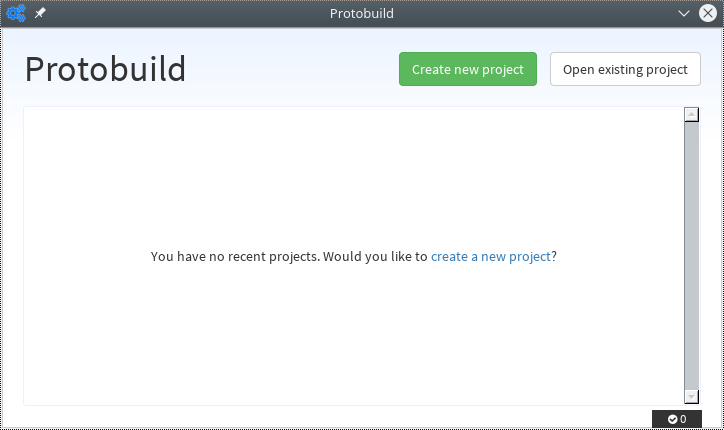 Protobuild
Protobuild
Create new project
Open existing project
You have no recent projects. Would you like to create a new project?
0